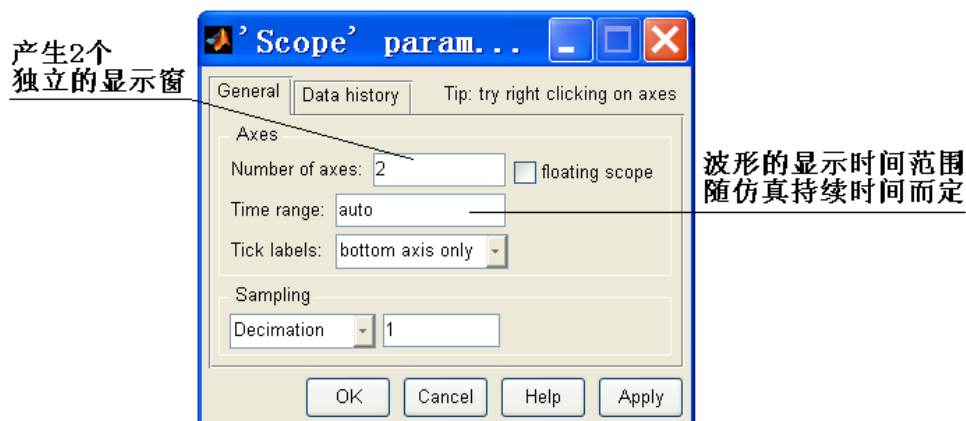 产生2个
独立的显示窗
'Scope' param...
General Data history Tip: try right clicking on axes
Axes
Number of axes: 2 floating scope
波形的显示时间范围
随仿真持续时间而定
Time range: auto
Tick labels: bottom axis only
Sampling
Decimation 1
OK Cancel Help Apply